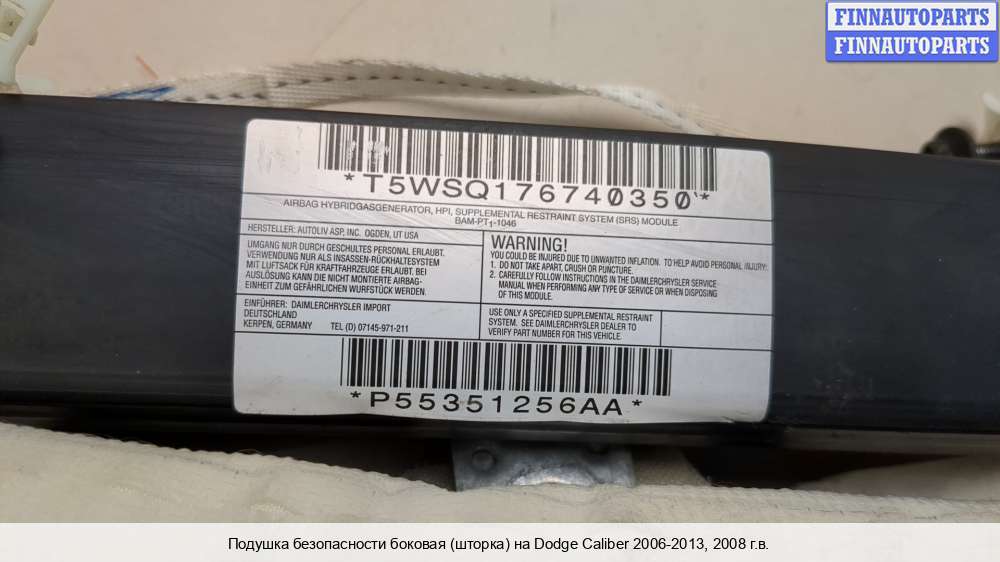 FINNAUTOPARTS
FINNAUTOPARTS
*T5WSQ176740350*
AIRBAG HYBRIDGASGENERATOR, HPI, SUPPLEMENTAL RESTRAINT SYSTEM (SRS) MODULE
BAM-PT1-1046
HERSTELLER: AUTOLIV ASP, INC. OGDEN, UT USA
UMGANG NUR DURCH GESCHULTES PERSONAL ERLAUBT.
VERWENDUNG NUR ALS INSASSEN-RÜCKHALTESYSTEM
MIT LUFTSACK FÜR KRAFTFAHRZEUGE ERLAUBT. BEI
AUSLÖSUNG KANN DIE NICHT MONTIERTE AIRBAG-
EINHEIT ZUM GEFÄHRLICHEN WURFSTÜCK WERDEN.
EINFÜHRER: DAIMLERCHRYSLER IMPORT
DEUTSCHLAND
KERPEN, GERMANY TEL (D) 07145-971-211
WARNING!
YOU COULD BE INJURED DUE TO UNWANTED INFLATION. TO HELP AVOID PERSONAL INJURY:
1. DO NOT TAKE APART, CRUSH OR PUNCTURE.
2. CAREFULLY FOLLOW INSTRUCTIONS IN THE DAIMLERCHRYSLER SERVICE
MANUAL WHEN PERFORMING ANY TYPE OF SERVICE OR WHEN DISPOSING
OF THIS MODULE.
USE ONLY A SPECIFIED SUPPLEMENTAL RESTRAINT
SYSTEM. SEE DAIMLERCHRYSLER DEALER TO
VERIFY PART NUMBER FOR THIS VEHICLE.
*P55351256AA*
Подушка безопасности боковая (шторка) на Dodge Caliber 2006-2013, 2008 г.в.